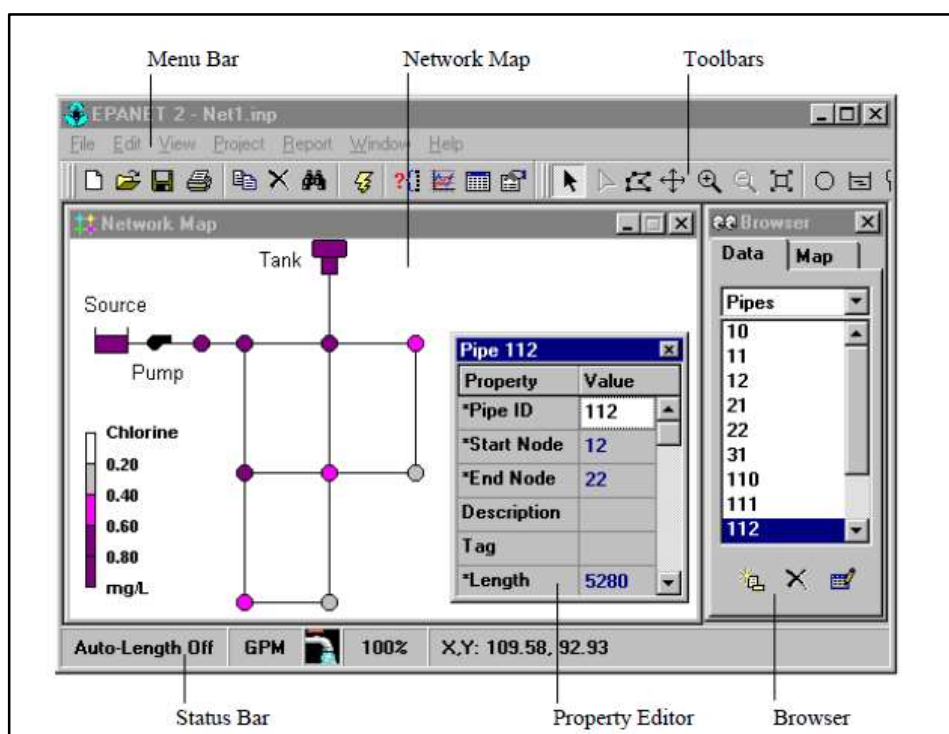 Menu Bar
Network Map
Toolbars
EPANET 2 - Net1.inp
File Edit View Project Report Window Help
Network Map
Tank
Source
Pump
Chlorine
0.20
0.40
0.60
0.80
mg/L
Pipe 112
Property Value
*Pipe ID 112
*Start Node 12
*End Node 22
Description
Tag
*Length 5280
Browser
Data Map
Pipes
10
11
12
21
22
31
110
111
112
Auto-Length Off GPM 100% X,Y: 109.58, 92.93
Status Bar
Property Editor
Browser